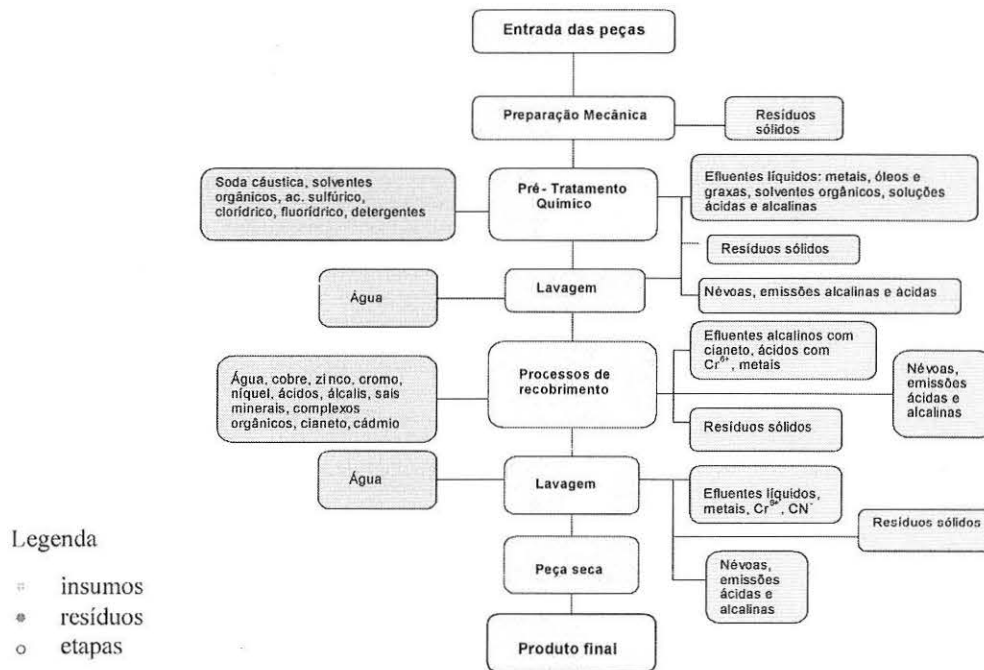 Entrada das peças
Preparação Mecânica
Resíduos
sólidos
Soda cáustica, solventes
orgânicos, ac. sulfúrico,
clorídrico, fluorídrico, detergentes
Pré- Tratamento
Químico
Efluentes líquidos: metais, óleos e
graxas, solventes orgânicos, soluções
ácidas e alcalinas
Resíduos sólidos
Água
Lavagem
Névoas, emissões alcalinas e ácidas
Efluentes alcalinos com
cianeto, ácidos com
Cr⁶⁺, metais
Água, cobre, zinco, cromo,
níquel, ácidos, álcalis, sais
minerais, complexos
orgânicos, cianeto, cádmio
Processos de
recobrimento
Névoas,
emissões
ácidas e
alcalinas
Resíduos sólidos
Água
Lavagem
Efluentes líquidos,
metais, Cr⁶⁺, CN⁻
Resíduos sólidos
Peça seca
Névoas,
emissões
ácidas e
alcalinas
Produto final
Legenda
insumos
resíduos
etapas